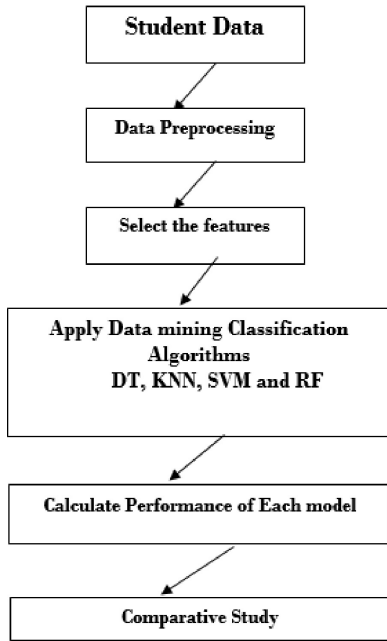 Student Data
Data Preprocessing
Select the features
Apply Data mining Classification
Algorithms
DT, KNN, SVM and RF
Calculate Performance of Each model
Comparative Study